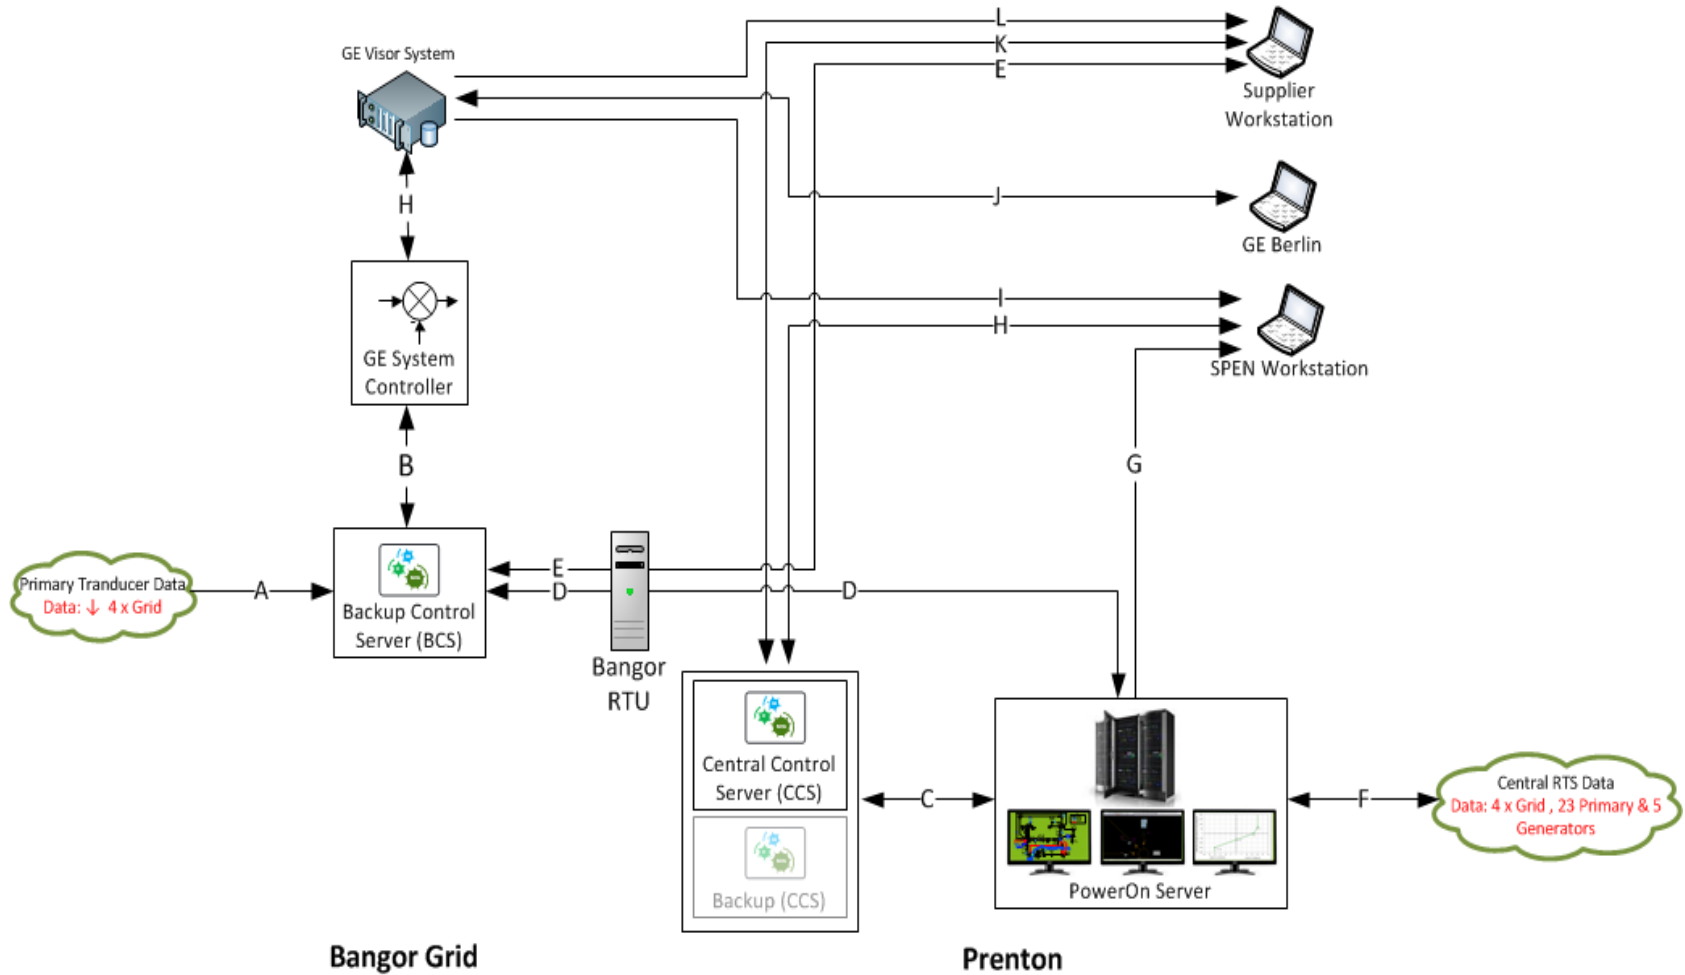 L
K
E
GE Visor System
Supplier
Workstation
J
H
GE Berlin
I
H
GE System
Controller
SPEN Workstation
B
G
Primary Tranducer Data
Data: ↓ 4 x Grid
A
Backup Control
Server (BCS)
E
D
D
Bangor
RTU
Central Control
Server (CCS)
Backup (CCS)
C
PowerOn Server
F
Central RTS Data
Data: 4 x Grid , 23 Primary & 5
Generators
Bangor Grid
Prenton